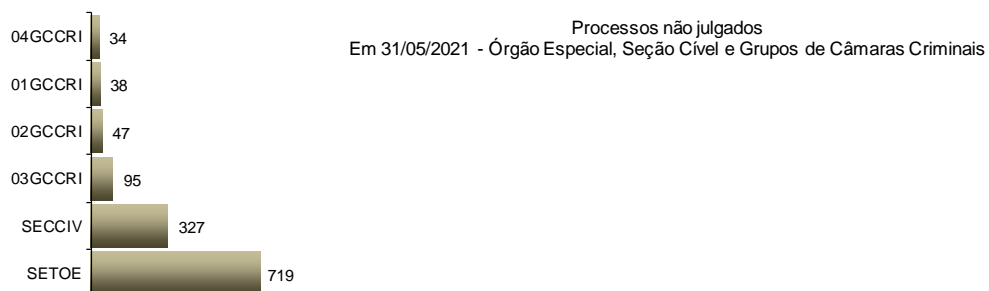 Processos não julgados
Em 31/05/2021 - Órgão Especial, Seção Cível e Grupos de Câmaras Criminais
04GCCRI 34
01GCCRI 38
02GCCRI 47
03GCCRI 95
SECCIV 327
SETOE 719